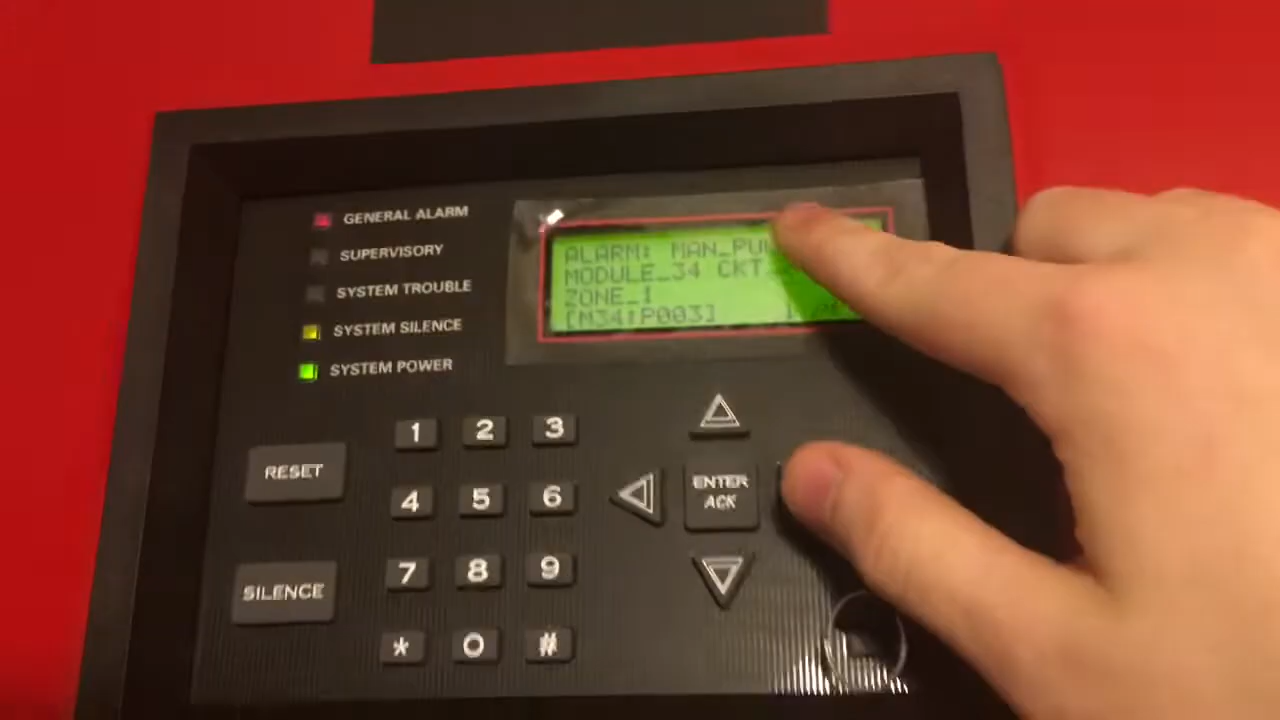 GENERAL ALARM
SUPERVISORY
SYSTEM TROUBLE
SYSTEM SILENCE
SYSTEM POWER
ALARM: MAN_PU
MODULE_34 CKT
ZONE_1
[M34:P003] 1
RESET
SILENCE
1 2 3
4 5 6
7 8 9
* 0 #
ENTER
ACK